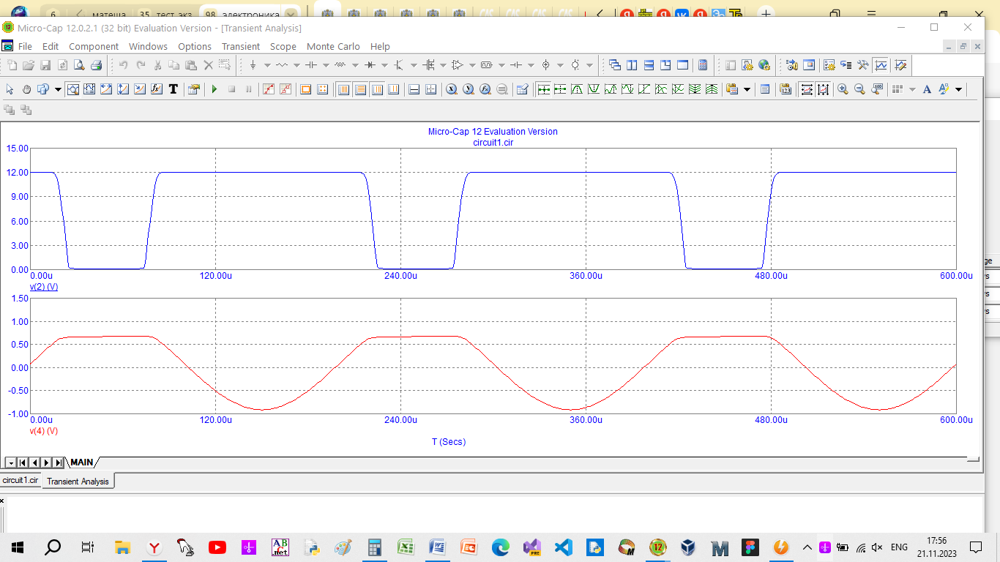 6 матеша 35 тест экз 98 электроника
Micro-Cap 12.0.2.1 (32 bit) Evaluation Version - [Transient Analysis]
File Edit Component Windows Options Transient Scope Monte Carlo Help
Micro-Cap 12 Evaluation Version
circuit1.cir
15.00
12.00
9.00
6.00
3.00
0.00
0.00u 120.00u 240.00u 360.00u 480.00u 600.00u
v(2) (V)
1.50
1.00
0.50
0.00
-0.50
-1.00
0.00u 120.00u 240.00u 360.00u 480.00u 600.00u
v(4) (V)
T (Secs)
MAIN
circuit1.cir Transient Analysis
ENG
17:56
21.11.2023